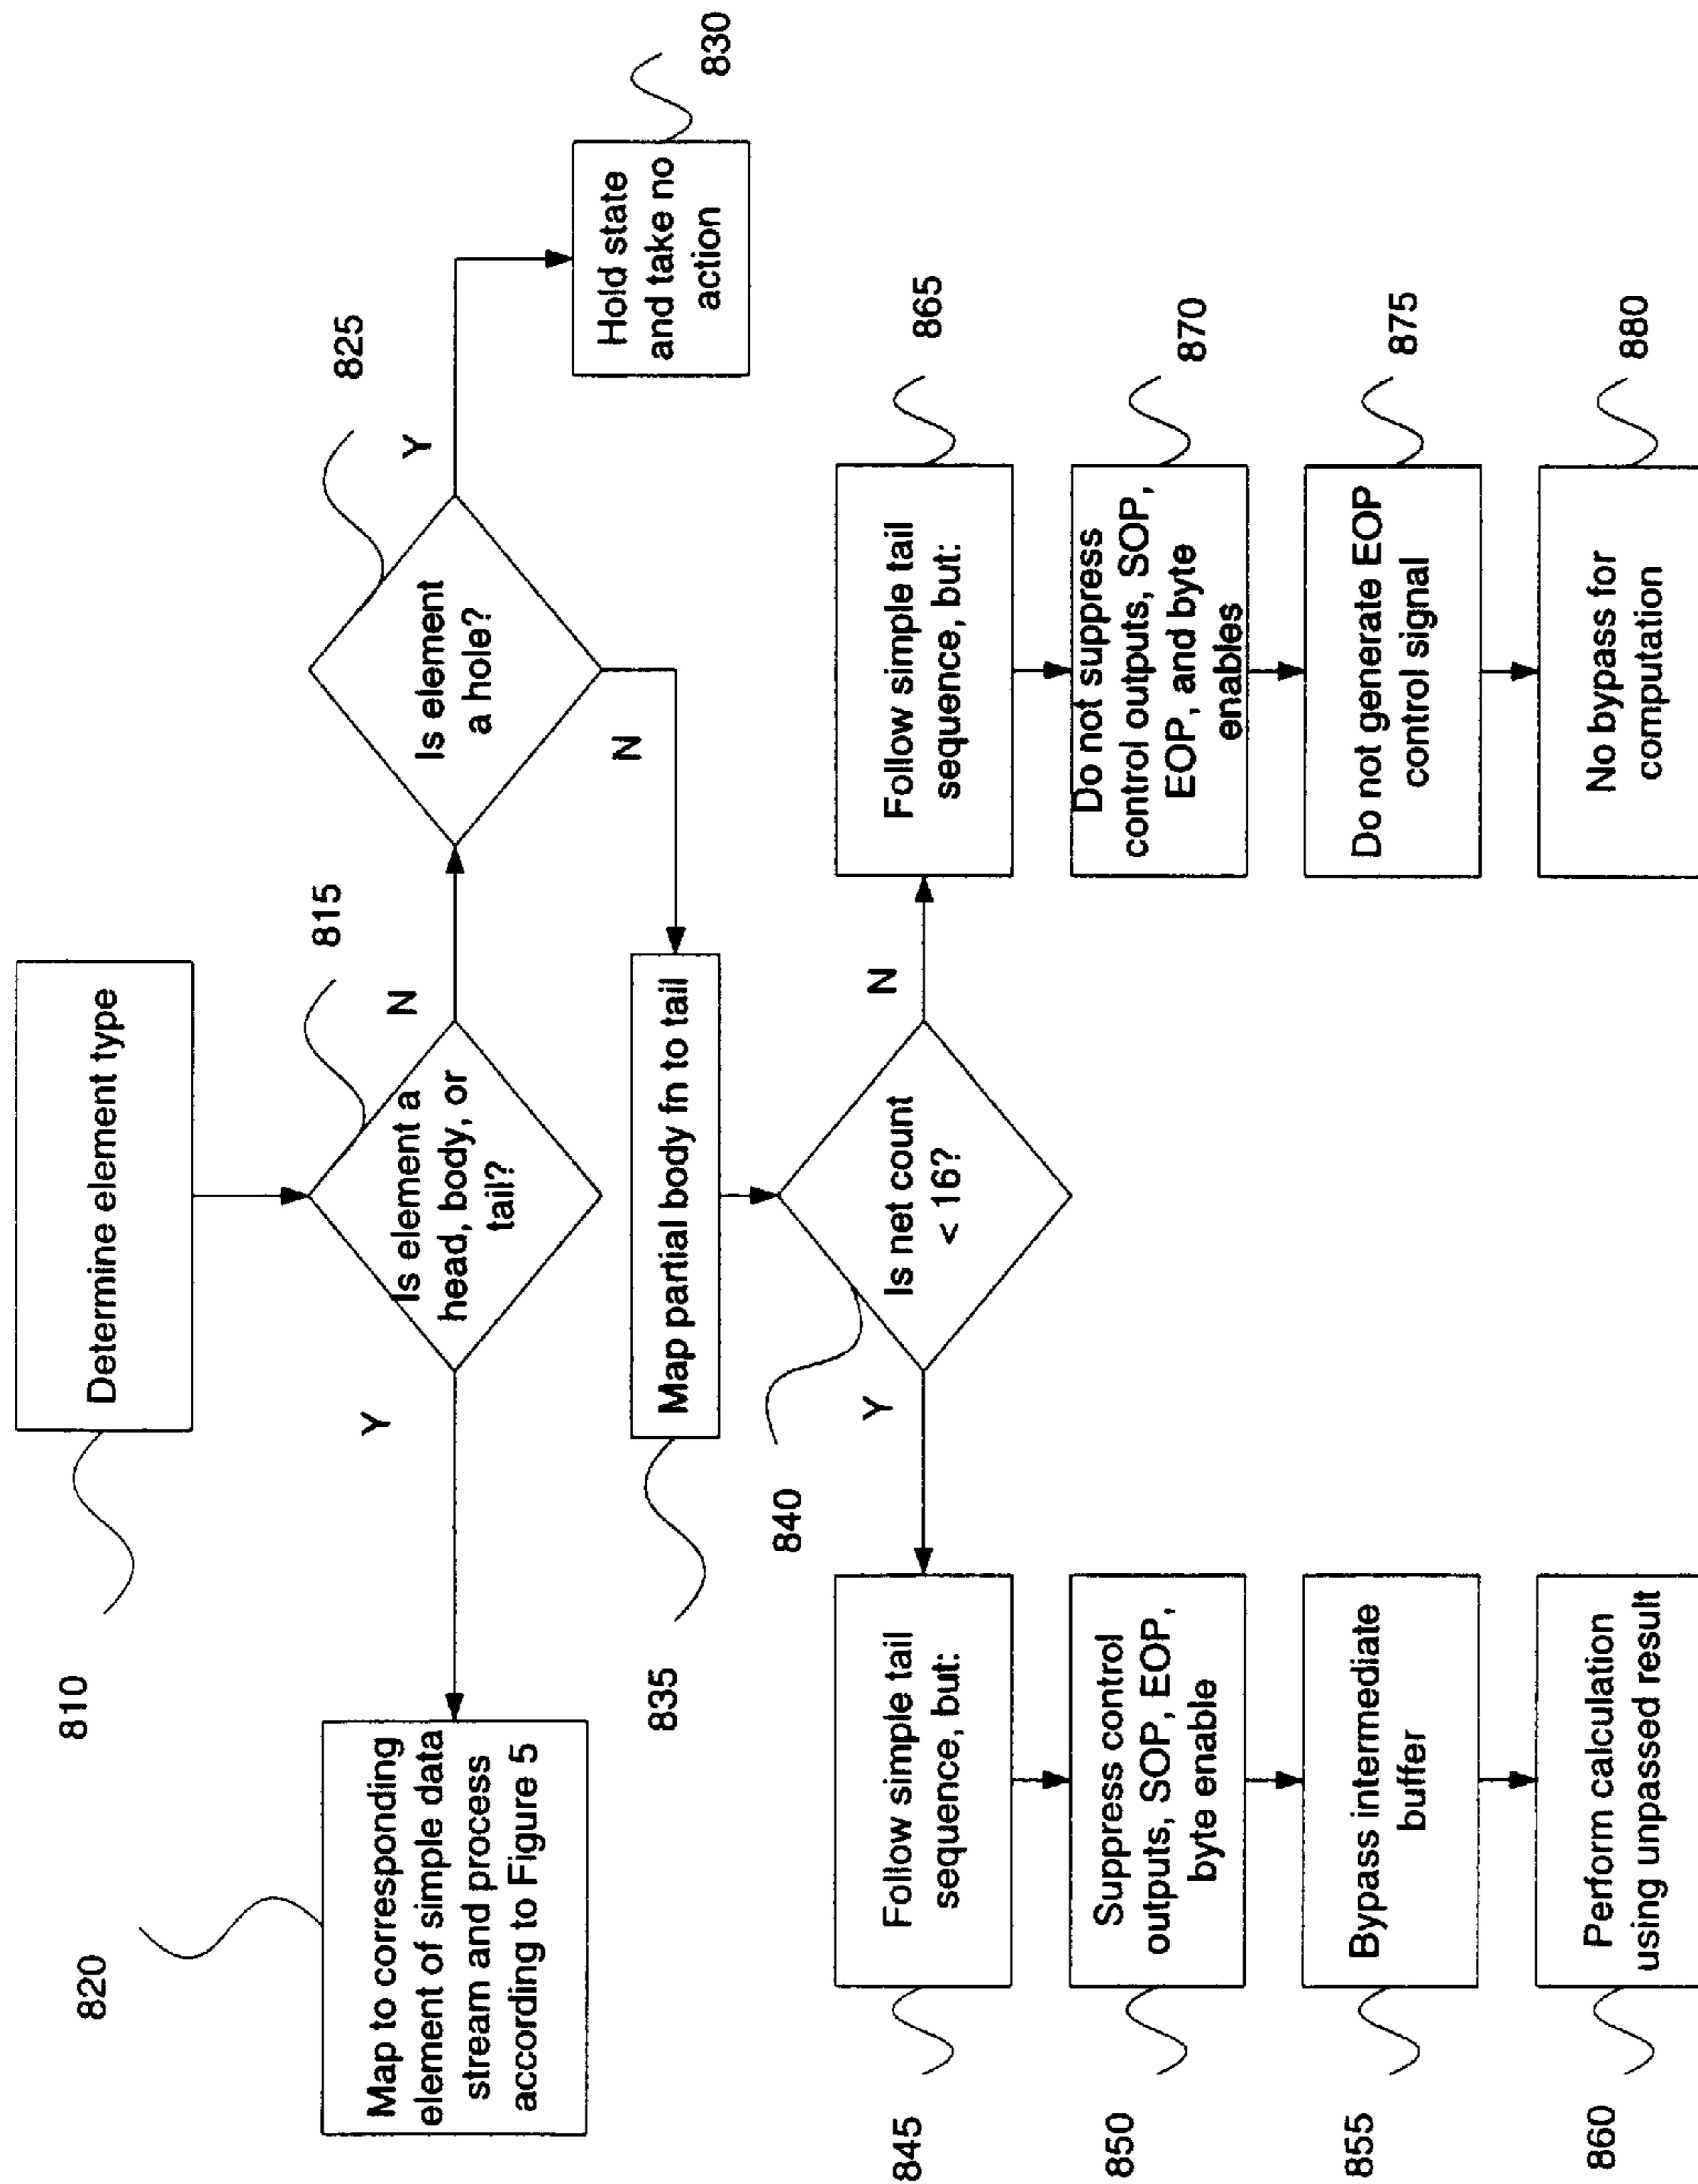 810
Determine element type
815
Is element a
head, body, or
tail?
Y
N
820
Map to corresponding
element of simple data
stream and process
according to Figure 5
825
Is element
a hole?
Y
N
830
Hold state
and take no
action
835
Map partial body fn to tail
840
Is net count
< 16?
Y
N
845
Follow simple tail
sequence, but:
850
Suppress control
outputs, SOP, EOP,
byte enable
855
Bypass intermediate
buffer
860
Perform calculation
using unpassed result
865
Follow simple tail
sequence, but:
870
Do not suppress
control outputs, SOP,
EOP, and byte
enables
875
Do not generate EOP
control signal
880
No bypass for
computation